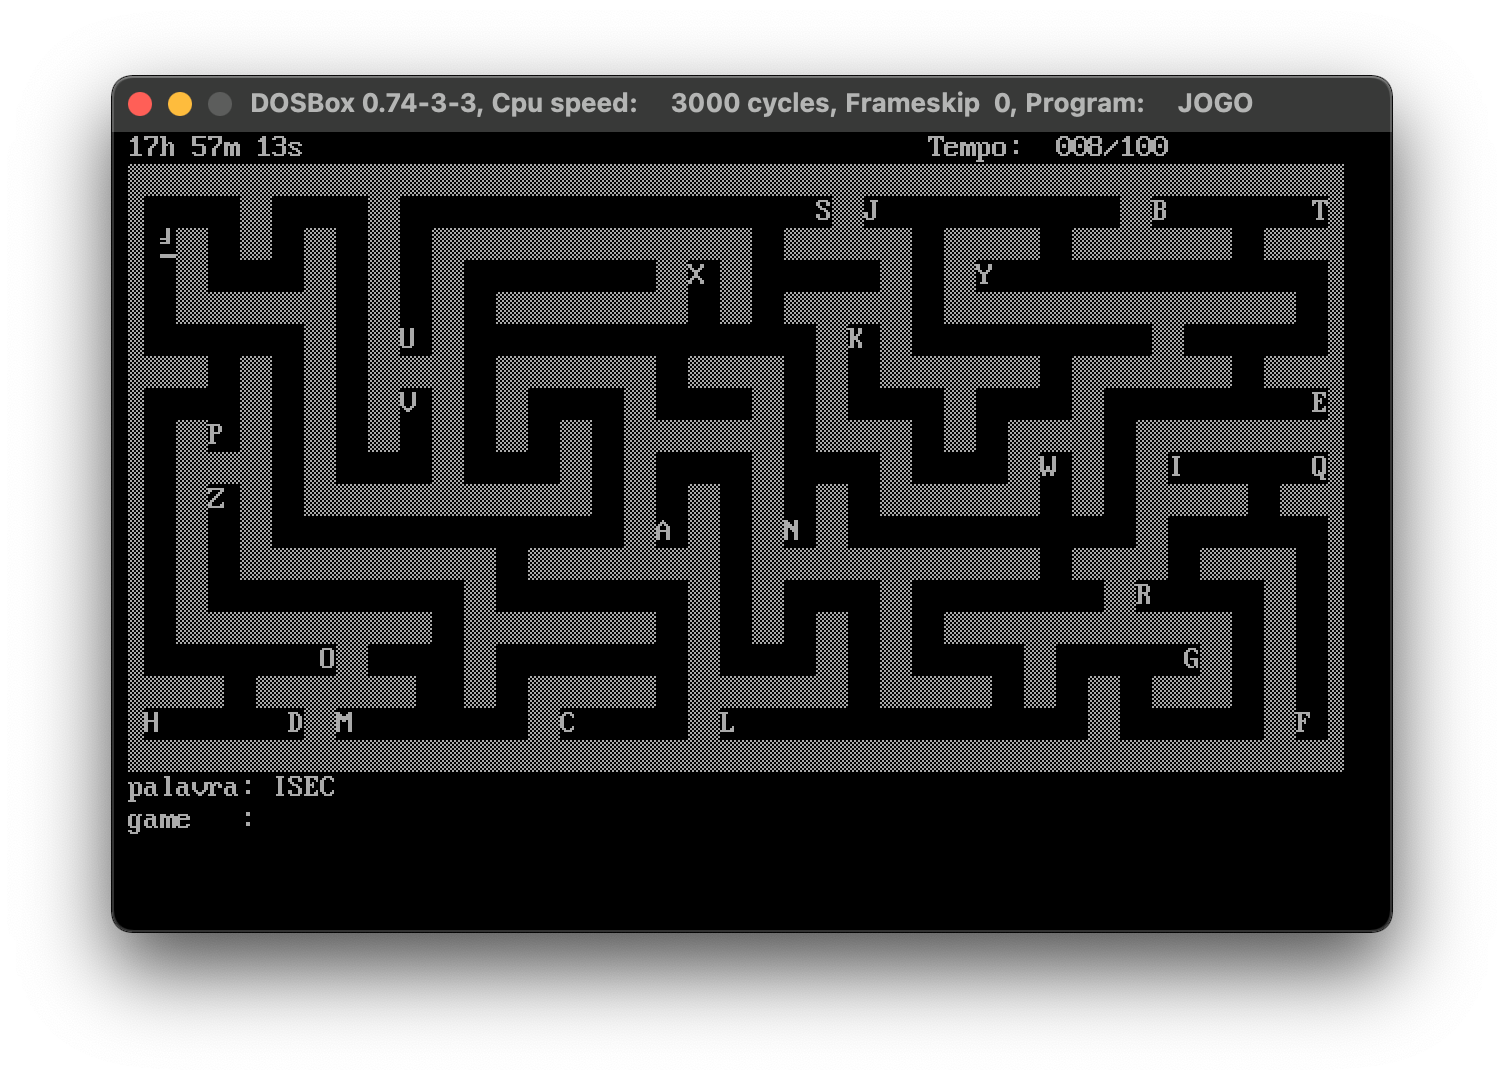 DOSBox 0.74-3-3, Cpu speed: 3000 cycles, Frameskip 0, Program: JOGO
17h 57m 13s Tempo: 008/100
S J B T
X Y
U K
V E
P
W I Q
Z
A N
R
O G
H D M C L F
palavra: ISEC
game :